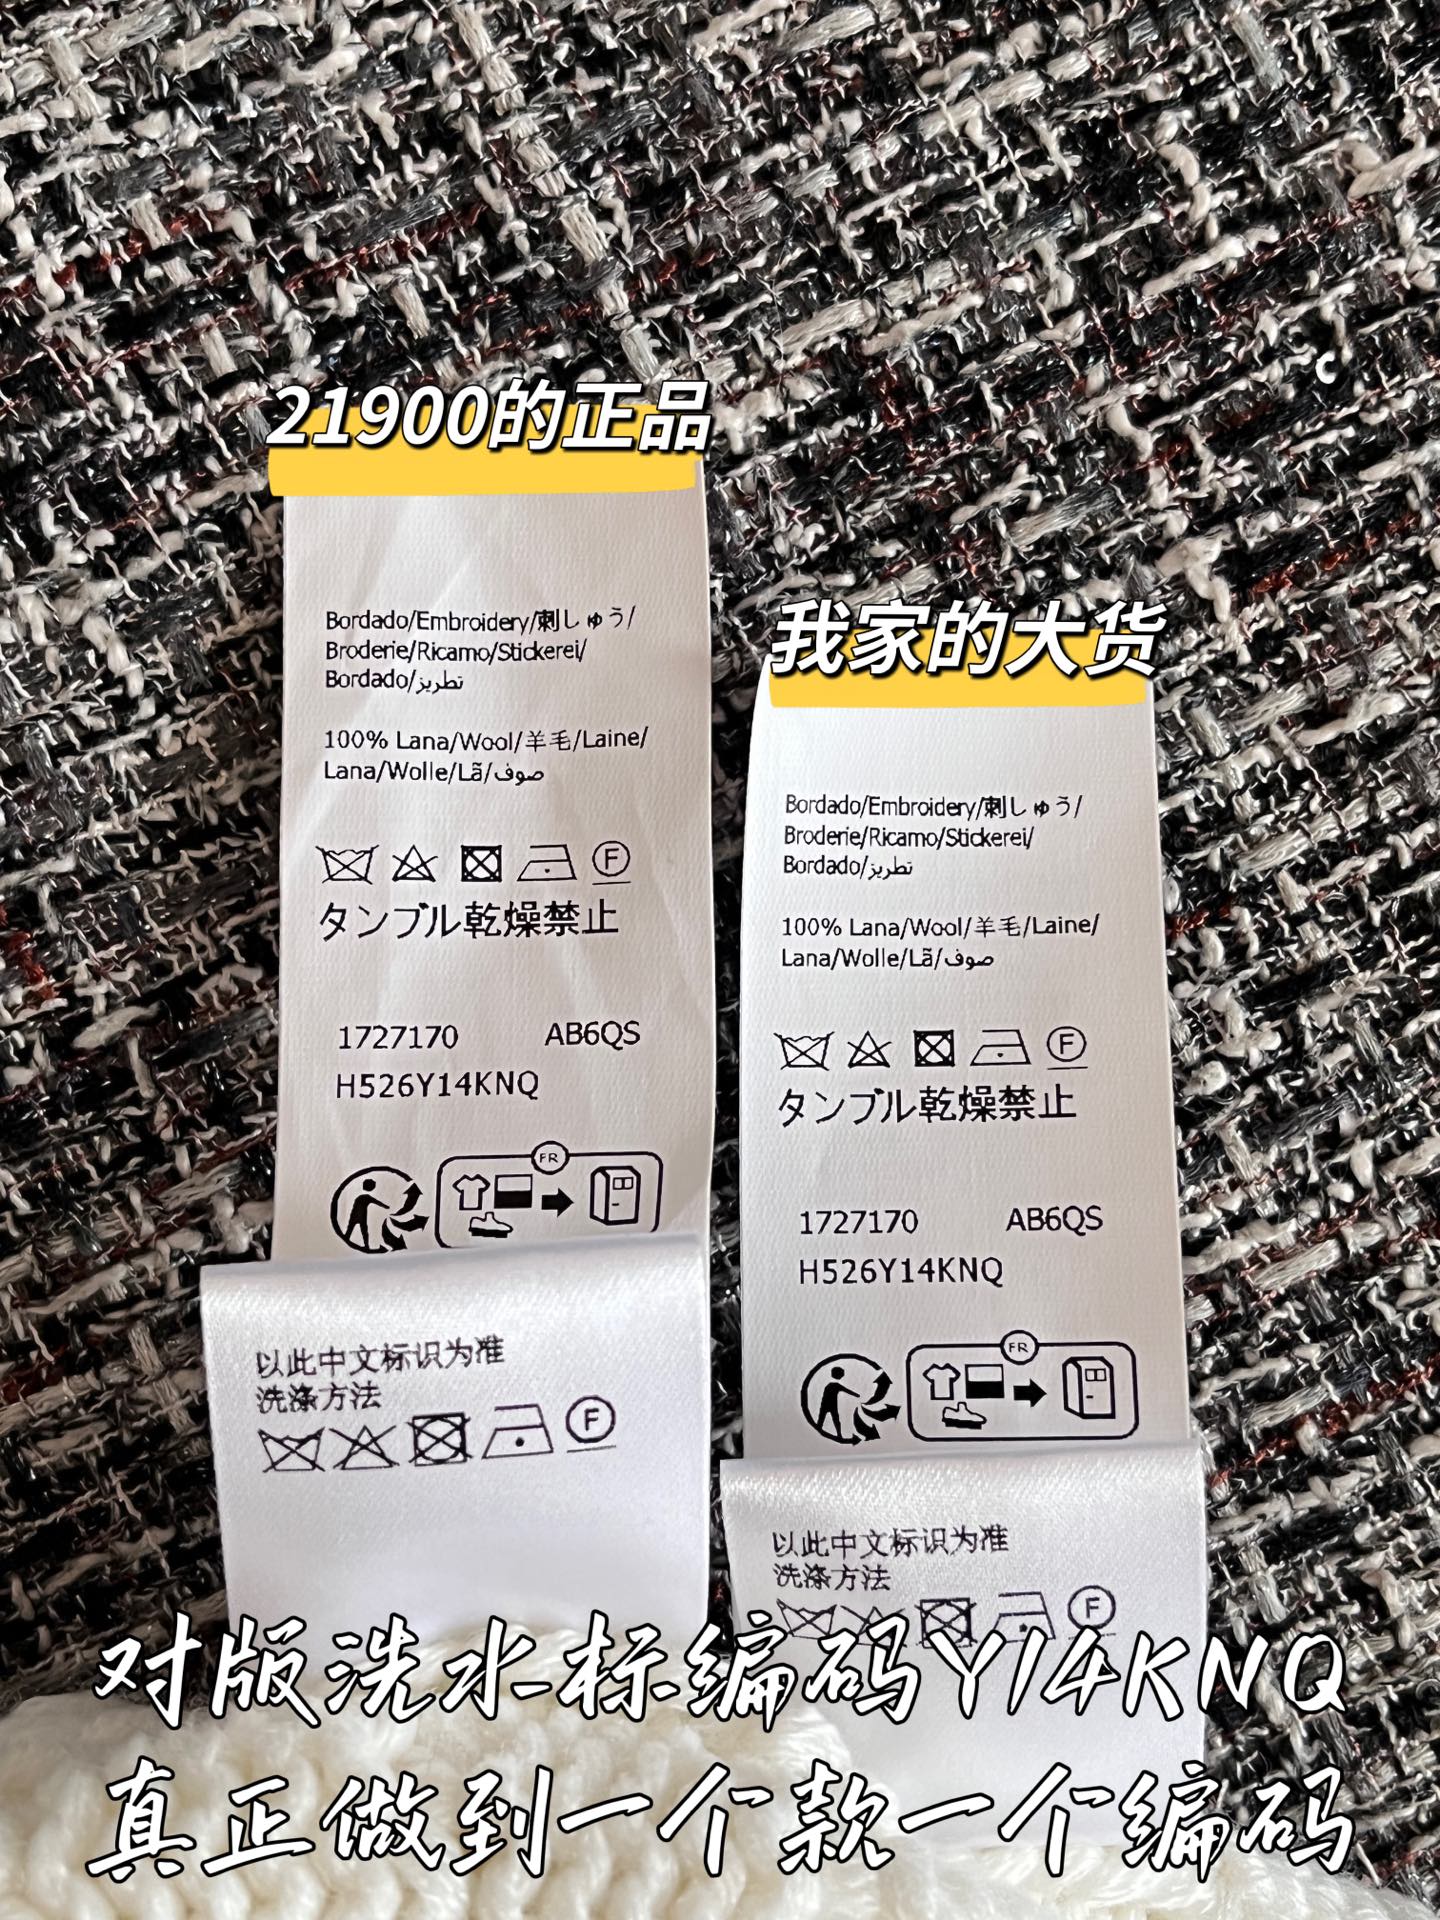 21900的正品
Bordado/Embroidery/刺しゅう/
Broderie/Ricamo/Stickerei/
Bordado/تطريز
100% Lana/Wool/羊毛/Laine/
Lana/Wolle/Lã/صوف
F
タンブル乾燥禁止
1727170 AB6QS
H526Y14KNQ
FR
以此中文标识为准
洗涤方法
F
我家的大货
Bordado/Embroidery/刺しゅう/
Broderie/Ricamo/Stickerei/
Bordado/تطريز
100% Lana/Wool/羊毛/Laine/
Lana/Wolle/Lã/صوف
F
タンブル乾燥禁止
1727170 AB6QS
H526Y14KNQ
FR
以此中文标识为准
洗涤方法
F
对版洗水标编码Y14KNQ
真正做到一个款一个编码